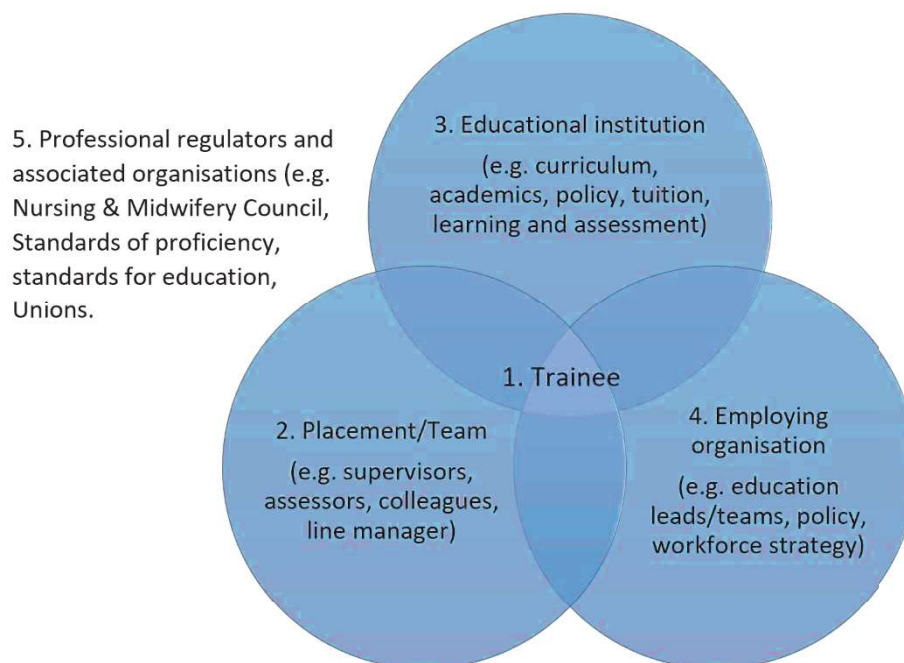 5. Professional regulators and
associated organisations (e.g.
Nursing & Midwifery Council,
Standards of proficiency,
standards for education,
Unions.
3. Educational institution
(e.g. curriculum,
academics, policy, tuition,
learning and assessment)
1. Trainee
2. Placement/Team
(e.g. supervisors,
assessors, colleagues,
line manager)
4. Employing
organisation
(e.g. education
leads/teams, policy,
workforce strategy)